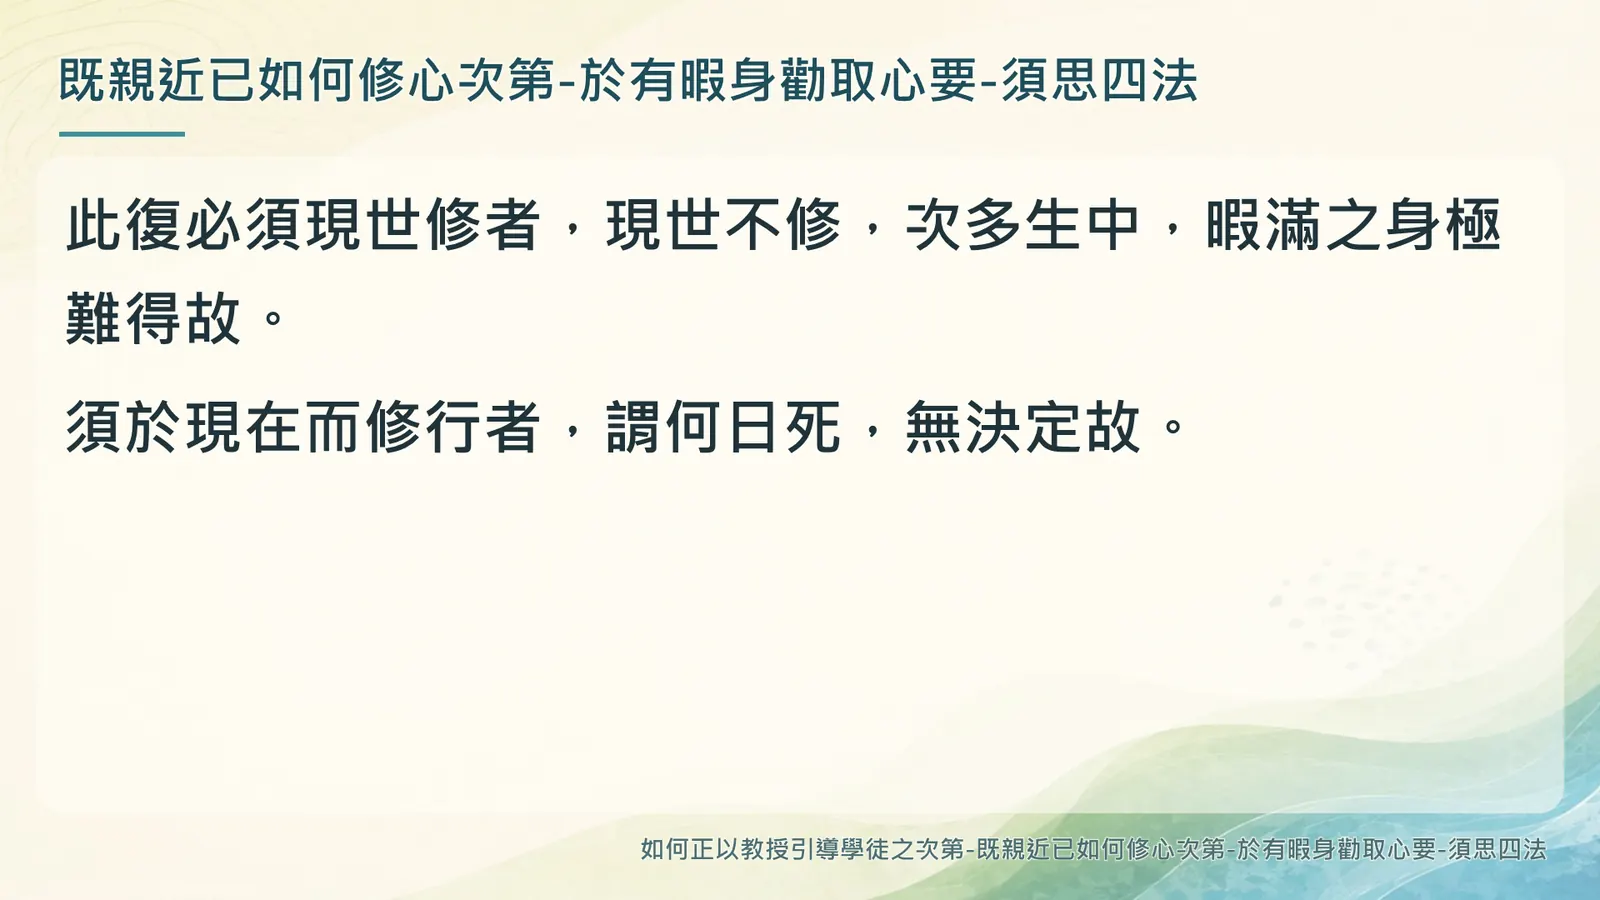 既親近已如何修心次第-於有暇身勸取心要-須思四法
此復必須現世修者，現世不修，次多生中，暇滿之身極
難得故。
須於現在而修行者，謂何日死，無決定故。
如何正以教授引導學徒之次第-既親近已如何修心次第-於有暇身勸取心要-須思四法